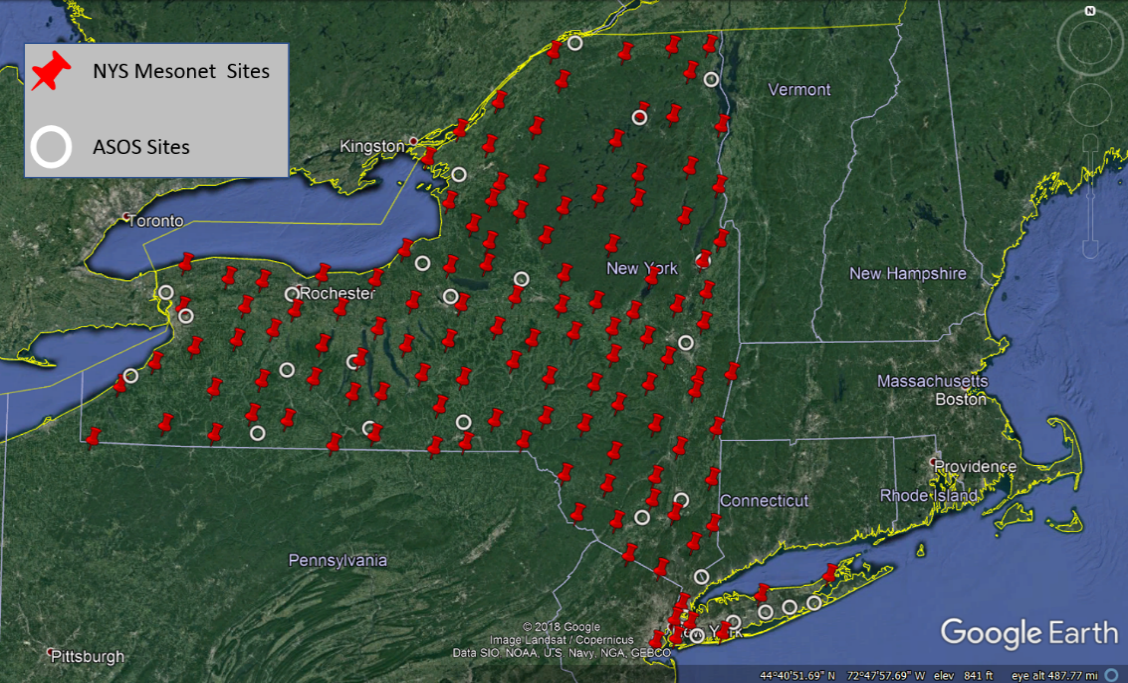 N
NYS Mesonet Sites
ASOS Sites
Vermont
Kingston
Toronto
New York
New Hampshire
Rochester
Massachusetts
Boston
Providence
Rhode Island
Connecticut
Pennsylvania
New York
Pittsburgh
© 2018 Google
Image Landsat / Copernicus
Data SIO, NOAA, U.S. Navy, NGA, GEBCO
Google Earth
44°40'51.69" N 72°47'57.69" W elev 841 ft eye alt 487.77 mi